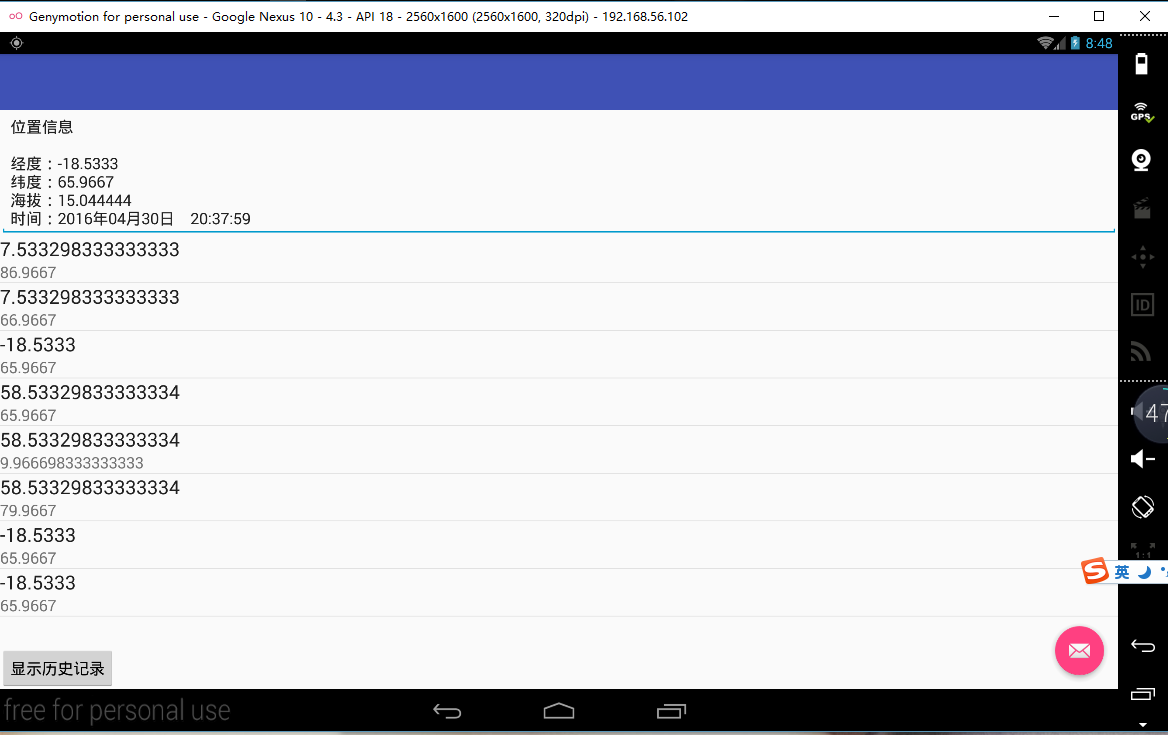 Genymotion for personal use - Google Nexus 10 - 4.3 - API 18 - 2560x1600 (2560x1600, 320dpi) - 192.168.56.102
8:48
GPS
位置信息
经度：-18.5333
纬度：65.9667
海拔：15.044444
时间：2016年04月30日    20:37:59
7.533298333333333
86.9667
7.533298333333333
66.9667
-18.5333
65.9667
58.53329833333334
65.9667
58.53329833333334
9.966698333333333
58.53329833333334
79.9667
-18.5333
65.9667
-18.5333
65.9667
ID
47
1:1
英
显示历史记录
free for personal use